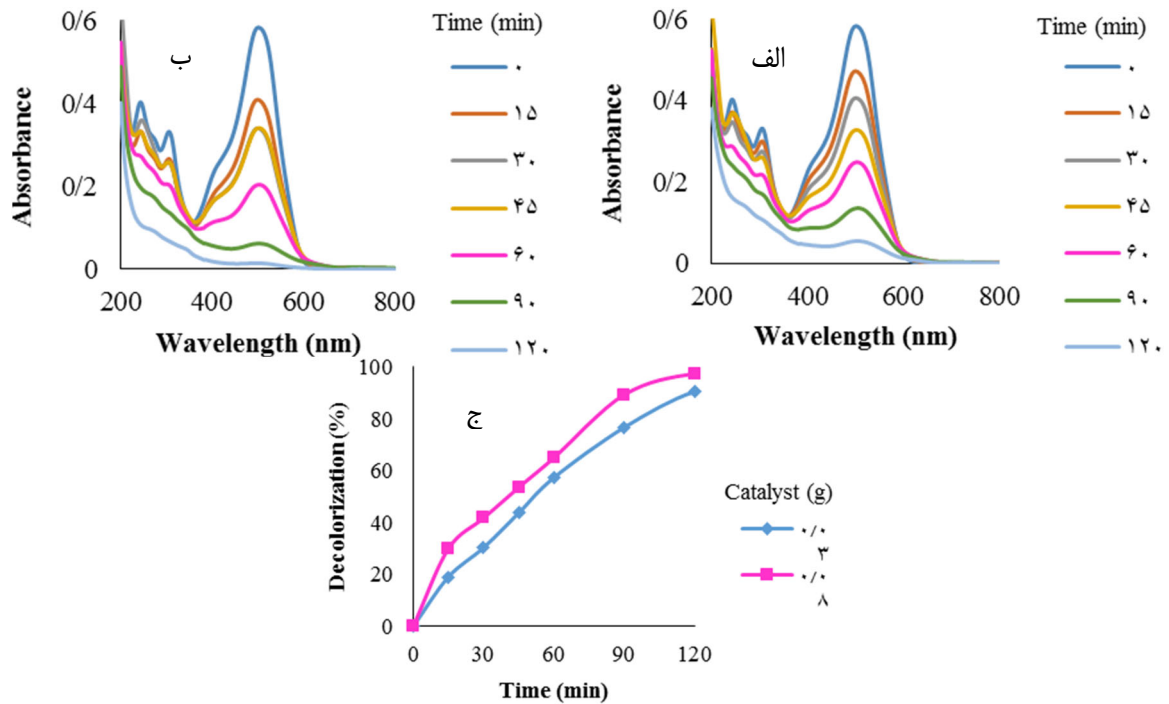 ب
Absorbance
0/6
0/4
0/2
0
200 400 600 800
Wavelength (nm)
Time (min)
۰
۱۵
۳۰
۴۵
۶۰
۹۰
۱۲۰
الف
Absorbance
0/6
0/4
0/2
0
200 400 600 800
Wavelength (nm)
Time (min)
۰
۱۵
۳۰
۴۵
۶۰
۹۰
۱۲۰
ج
Decolorization (%)
100
80
60
40
20
0
0 30 60 90 120
Time (min)
Catalyst (g)
۰/۰
۳
۰/۰
۸